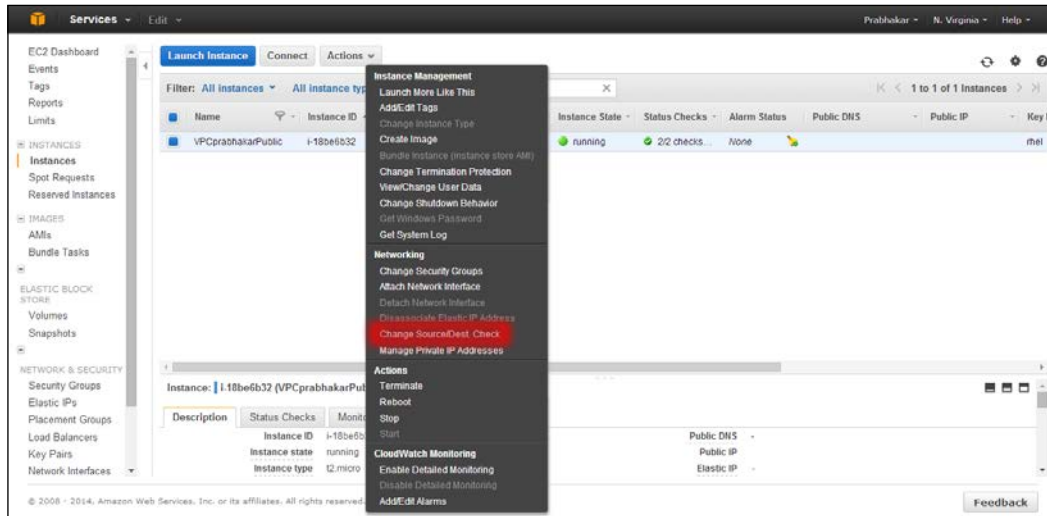 Services Edit Prabhakar N. Virginia Help
EC2 Dashboard
Events
Tags
Reports
Limits
INSTANCES
Instances
Spot Requests
Reserved Instances
IMAGES
AMIs
Bundle Tasks
ELASTIC BLOCK
STORE
Volumes
Snapshots
NETWORK & SECURITY
Security Groups
Elastic IPs
Placement Groups
Load Balancers
Key Pairs
Network Interfaces
Launch Instance Connect Actions
Filter: All instances All instance typ
1 to 1 of 1 Instances
Name Instance ID Instance State Status Checks Alarm Status Public DNS Public IP Key
VPCprabhakarPublic i-18be6b32 running 2/2 checks... None rhel
Instance Management
Launch More Like This
Add/Edit Tags
Change Instance Type
Create Image
Bundle Instance (instance store AMI)
Change Termination Protection
View/Change User Data
Change Shutdown Behavior
Get Windows Password
Get System Log
Networking
Change Security Groups
Attach Network Interface
Detach Network Interface
Disassociate Elastic IP Address
Change Source/Dest. Check
Manage Private IP Addresses
Actions
Terminate
Reboot
Stop
Start
CloudWatch Monitoring
Enable Detailed Monitoring
Disable Detailed Monitoring
Add/Edit Alarms
Instance: i-18be6b32 (VPCprabhakarPub
Description Status Checks Monito
Instance ID i-18be6b Public DNS -
Instance state running Public IP
Instance type t2.micro Elastic IP -
© 2008 - 2014, Amazon Web Services, Inc. or its affiliates. All rights reserved.
Feedback